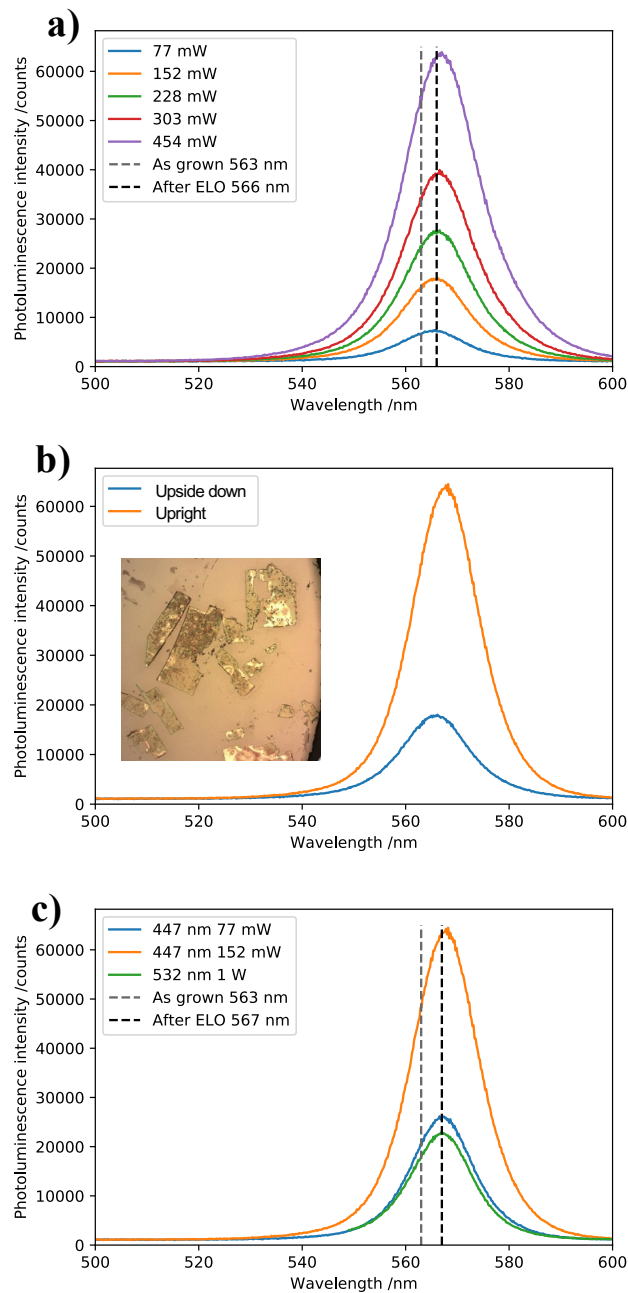 a)
77 mW
152 mW
228 mW
303 mW
454 mW
As grown 563 nm
After ELO 566 nm
Photoluminescence intensity /counts
60000
50000
40000
30000
20000
10000
0
500 520 540 560 580 600
Wavelength /nm
b)
Upside down
Upright
Photoluminescence intensity /counts
60000
50000
40000
30000
20000
10000
0
500 520 540 560 580 600
Wavelength /nm
c)
447 nm 77 mW
447 nm 152 mW
532 nm 1 W
As grown 563 nm
After ELO 567 nm
Photoluminescence intensity /counts
60000
50000
40000
30000
20000
10000
0
500 520 540 560 580 600
Wavelength /nm